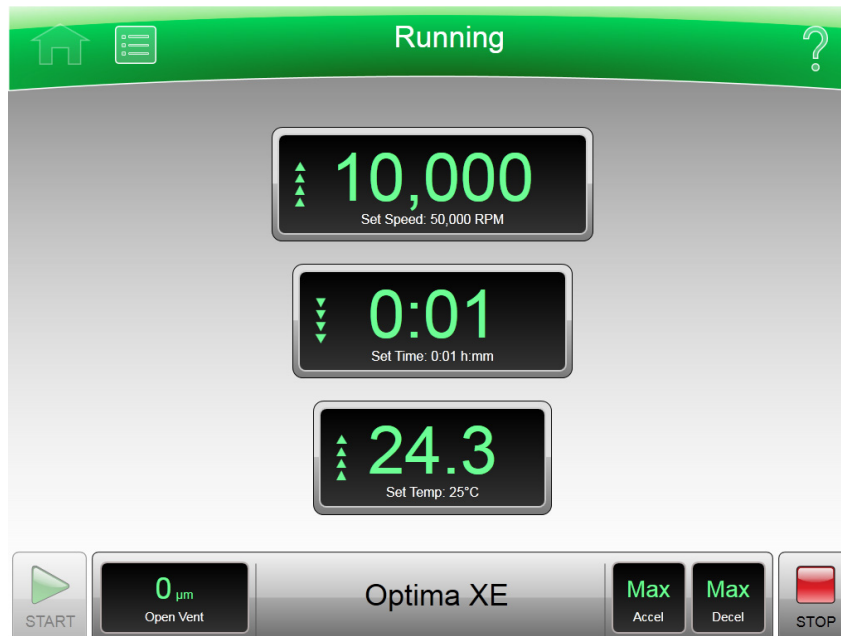 Running
?
10,000
Set Speed: 50,000 RPM
0:01
Set Time: 0:01 h:mm
24.3
Set Temp: 25°C
START
0 µm
Open Vent
Optima XE
Max
Accel
Max
Decel
STOP